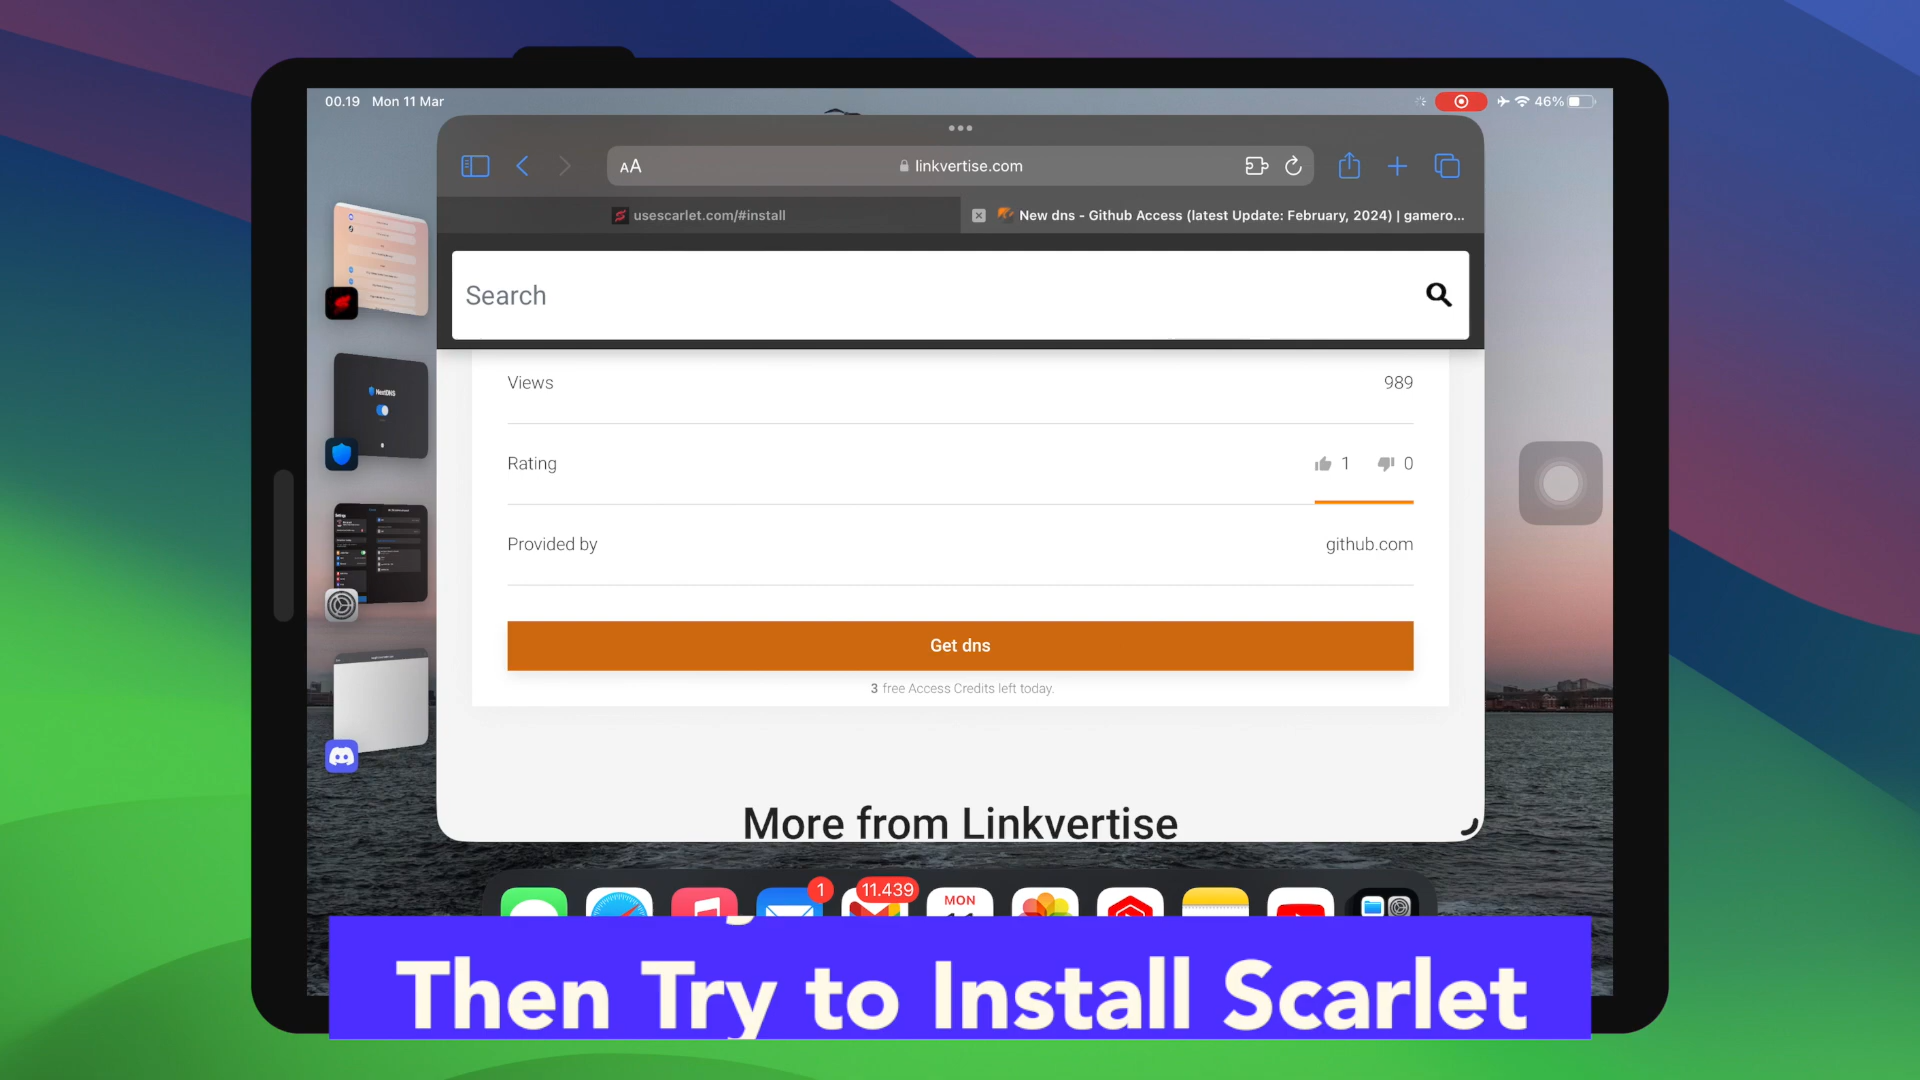 00.19 Mon 11 Mar
46%
AA
linkvertise.com
usescarlet.com/#install
New dns - Github Access (latest Update: February, 2024) | gamero...
Search
Views
989
Rating
1
0
Provided by
github.com
Get dns
3 free Access Credits left today.
More from Linkvertise
NextDNS
1
11.439
MON
Then Try to Install Scarlet